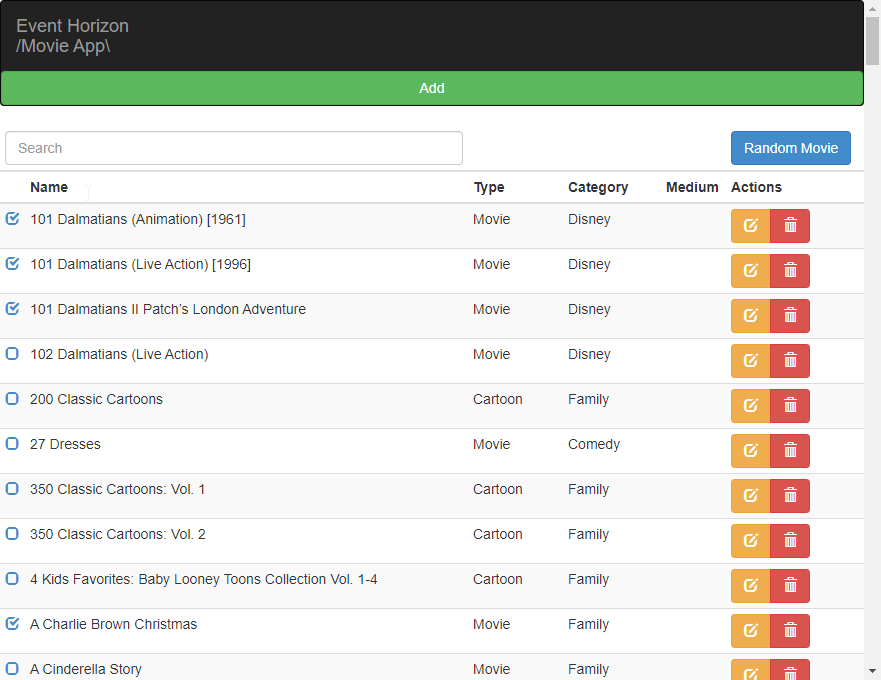 Event Horizon
/Movie App\
Add
Search
Random Movie
Name Type Category Medium Actions
101 Dalmatians (Animation) [1961] Movie Disney
101 Dalmatians (Live Action) [1996] Movie Disney
101 Dalmatians II Patch’s London Adventure Movie Disney
102 Dalmatians (Live Action) Movie Disney
200 Classic Cartoons Cartoon Family
27 Dresses Movie Comedy
350 Classic Cartoons: Vol. 1 Cartoon Family
350 Classic Cartoons: Vol. 2 Cartoon Family
4 Kids Favorites: Baby Looney Toons Collection Vol. 1-4 Cartoon Family
A Charlie Brown Christmas Movie Family
A Cinderella Story Movie Family